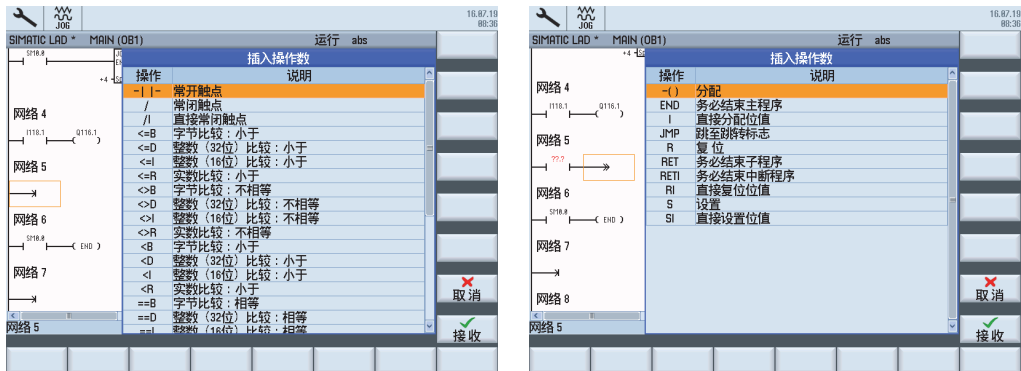 JOG
16.07.19
08:36
SIMATIC LAD * MAIN (OB1) 运行 abs
SM0.0
+4
网络 4
I118.1 Q116.1
网络 5
网络 6
SM0.0
( END )
网络 7
网络 5
插入操作数
操作 说明
-| |- 常开触点
/ 常闭触点
/I 直接常闭触点
<=B 字节比较：小于
<=D 整数（32位）比较：小于
<=I 整数（16位）比较：小于
<=R 实数比较：小于
<>B 字节比较：不相等
<>D 整数（32位）比较：不相等
<>I 整数（16位）比较：不相等
<>R 实数比较：不相等
<B 字节比较：小于
<D 整数（32位）比较：小于
<I 整数（16位）比较：小于
<R 实数比较：小于
==B 字节比较：相等
==D 整数（32位）比较：相等
==I 整数（16位）比较：相等
取消
接收
JOG
16.07.19
08:36
SIMATIC LAD * MAIN (OB1) 运行 abs
+4
网络 4
I118.1 Q116.1
网络 5
??.?
网络 6
SM0.0
( END )
网络 7
网络 8
网络 5
插入操作数
操作 说明
-( ) 分配
END 务必结束主程序
I 直接分配位值
JMP 跳至跳转标志
R 复位
RET 务必结束子程序
RETI 务必结束中断程序
RI 直接复位位值
S 设置
SI 直接设置位值
取消
接收